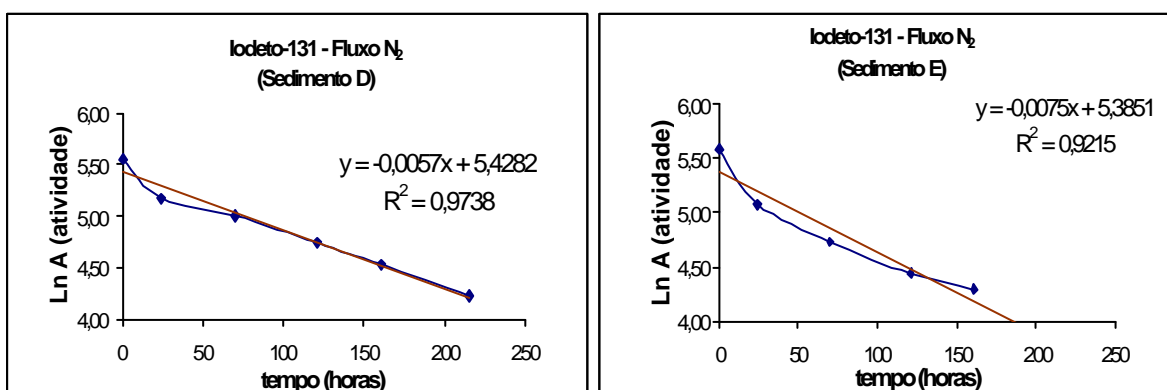 Iodeto-131 - Fluxo N2
(Sedimento D)
Ln A (atividade)
6,00
5,50
5,00
4,50
4,00
y = -0,0057x + 5,4282
R2 = 0,9738
0 50 100 150 200 250
tempo (horas)
Iodeto-131 - Fluxo N2
(Sedimento E)
Ln A (atividade)
6,00
5,50
5,00
4,50
4,00
y = -0,0075x + 5,3851
R2 = 0,9215
0 50 100 150 200 250
tempo (horas)